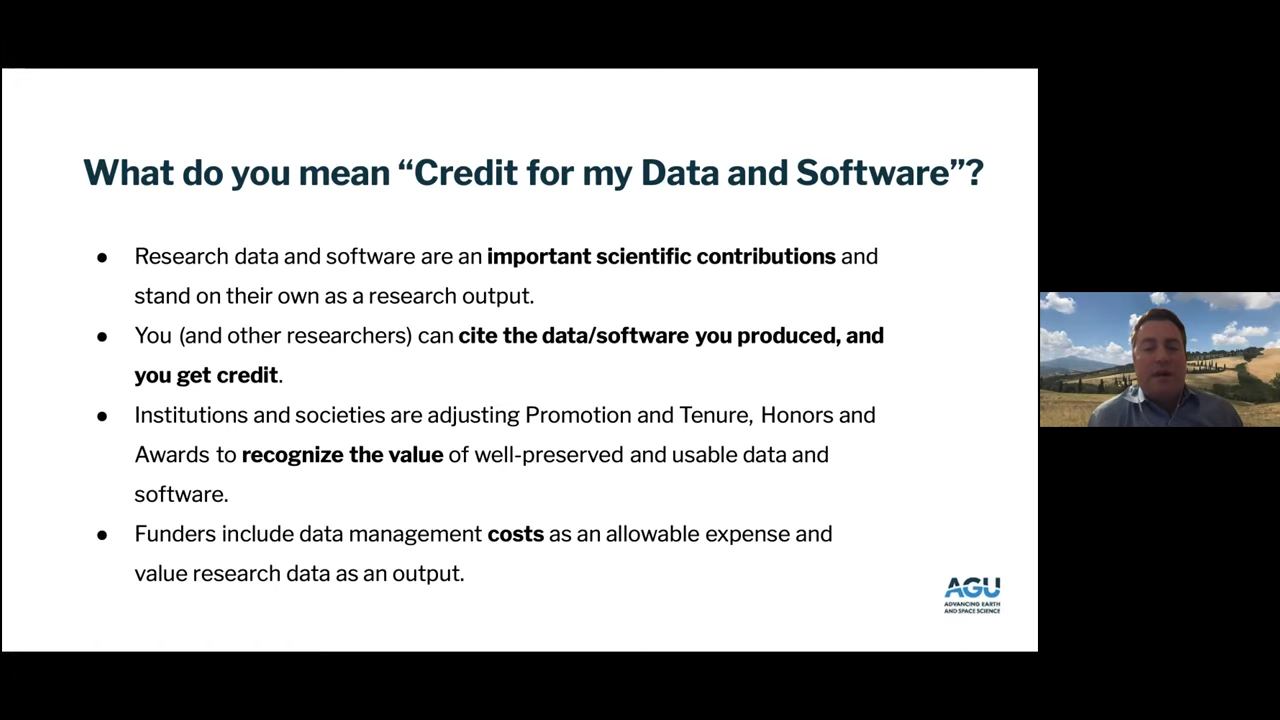 What do you mean “Credit for my Data and Software”?
● Research data and software are an important scientific contributions and
stand on their own as a research output.
● You (and other researchers) can cite the data/software you produced, and
you get credit.
● Institutions and societies are adjusting Promotion and Tenure, Honors and
Awards to recognize the value of well-preserved and usable data and
software.
● Funders include data management costs as an allowable expense and
value research data as an output.
AGU
ADVANCING EARTH
AND SPACE SCIENCE